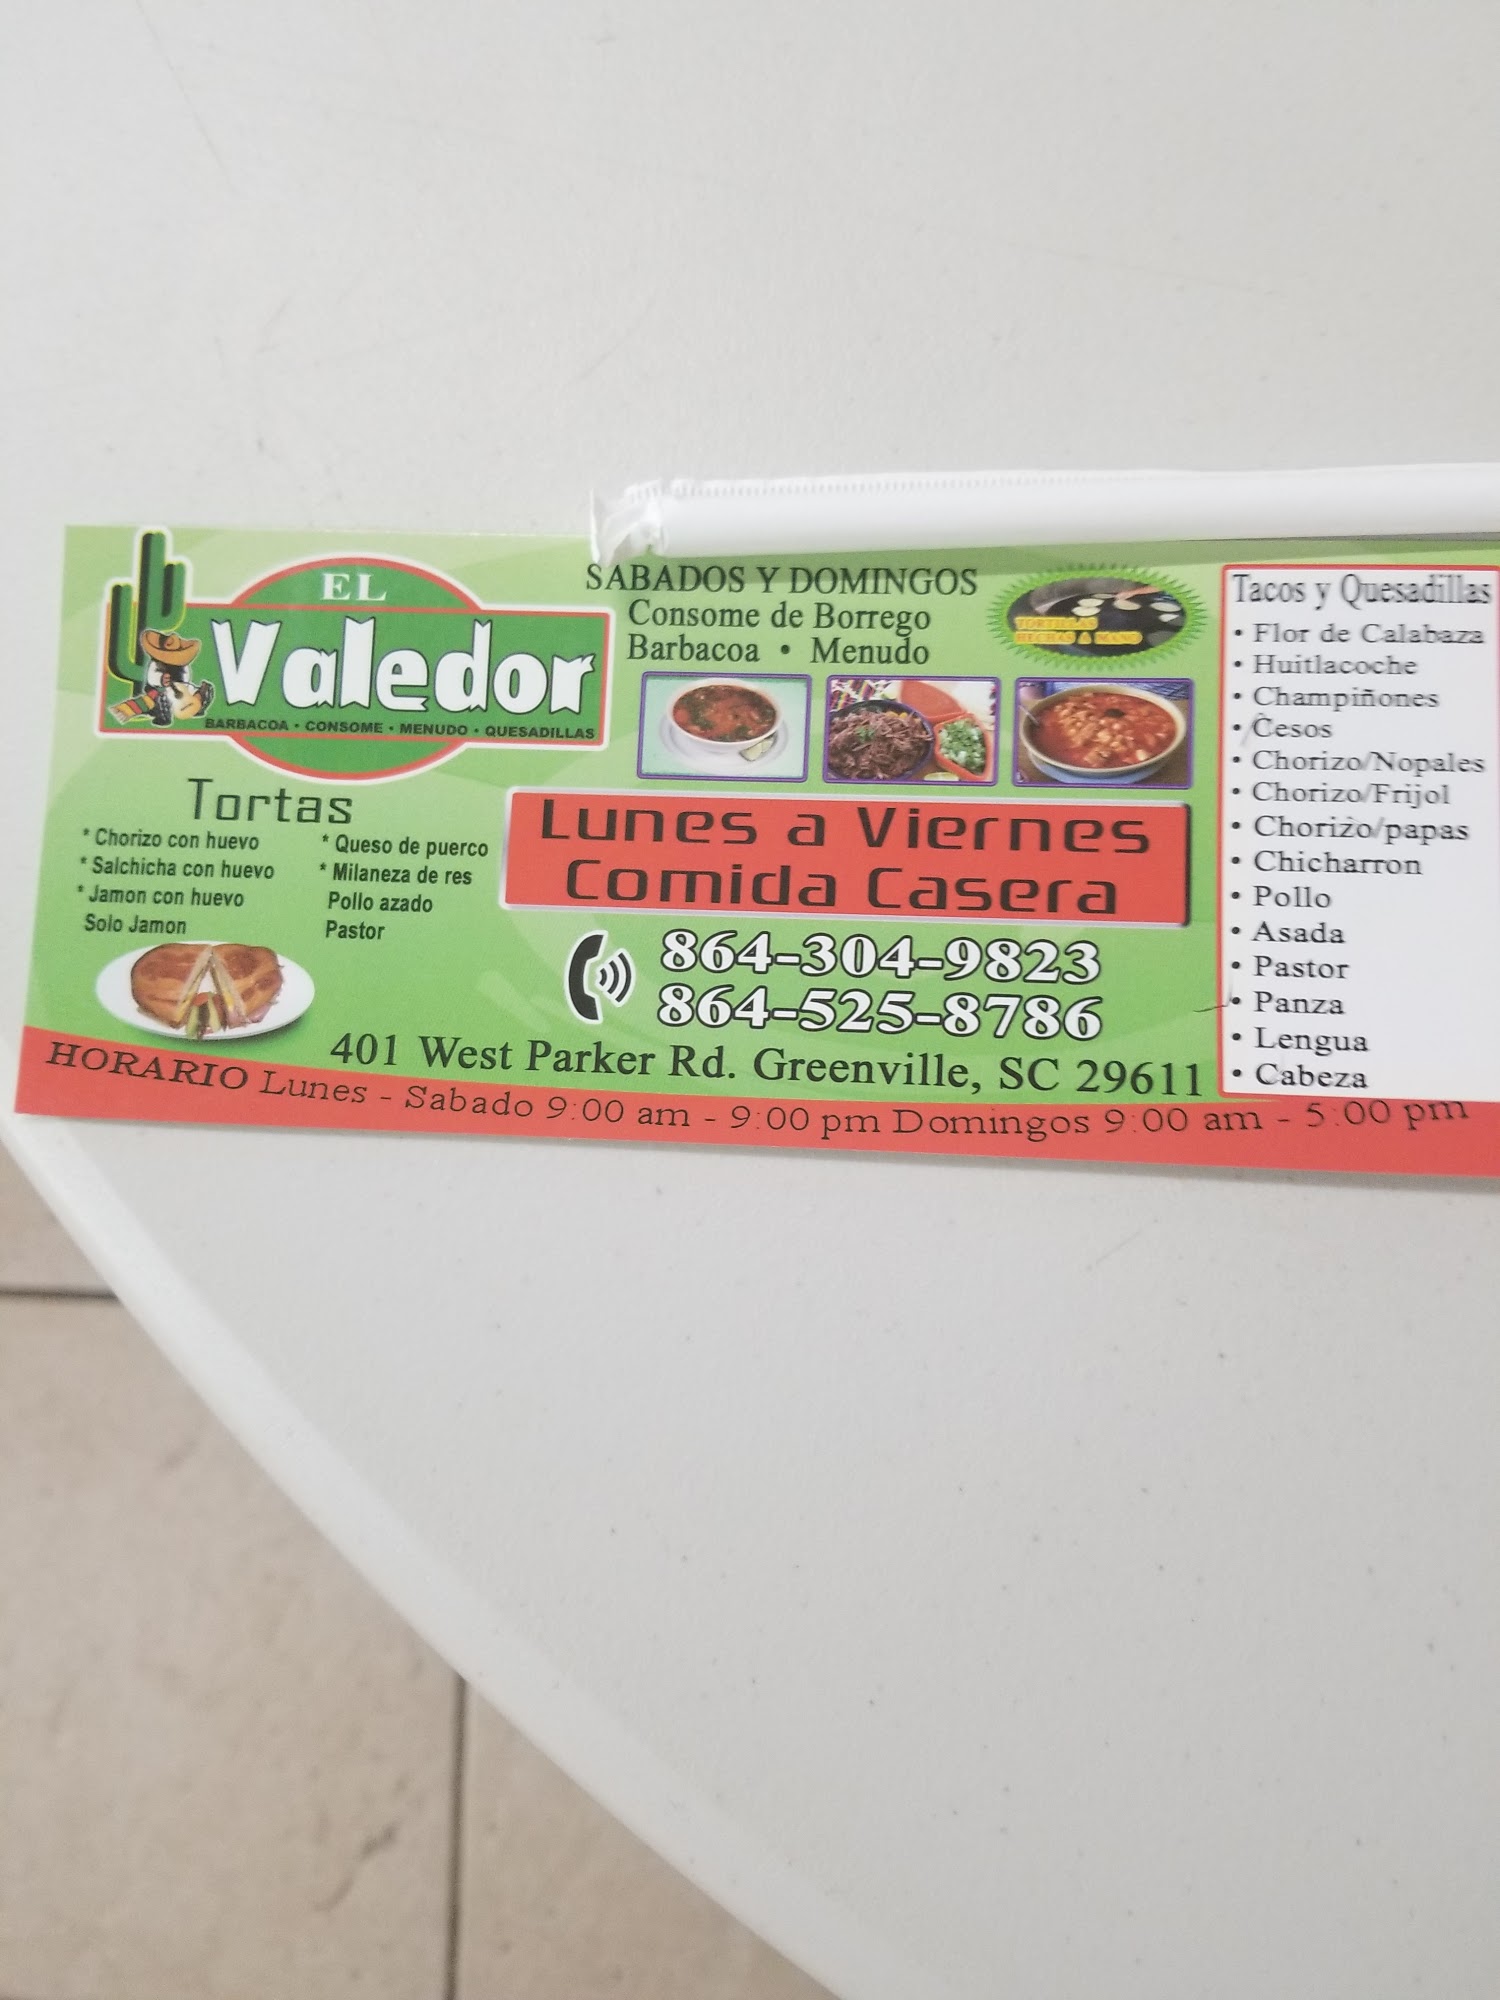 EL
Valedor
BARBACOA • CONSOME • MENUDO • QUESADILLAS
Tortas
* Chorizo con huevo
* Salchicha con huevo
* Jamon con huevo
Solo Jamon
* Queso de puerco
* Milaneza de res
Pollo azado
Pastor
SABADOS Y DOMINGOS
Consome de Borrego
Barbacoa • Menudo
TORTILLAS
HECHAS A MANO
Lunes a Viernes
Comida Casera
864-304-9823
864-525-8786
401 West Parker Rd. Greenville, SC 29611
Tacos y Quesadillas
• Flor de Calabaza
• Huitlacoche
• Champiñones
• Cesos
• Chorizo/Nopales
• Chorizo/Frijol
• Chorizo/papas
• Chicharron
• Pollo
• Asada
• Pastor
• Panza
• Lengua
• Cabeza
HORARIO Lunes - Sabado 9:00 am - 9:00 pm Domingos 9:00 am - 5:00 pm